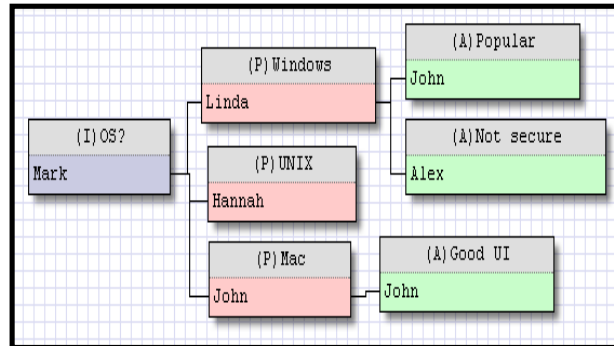 (I)OS?
Mark
(P)Windows
Linda
(A)Popular
John
(A)Not secure
Alex
(P)UNIX
Hannah
(P)Mac
John
(A)Good UI
John